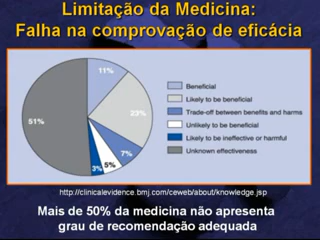 Limitação da Medicina:
Falha na comprovação de eficácia
11%
23%
7%
5%
3%
51%
Beneficial
Likely to be beneficial
Trade-off between benefits and harms
Unlikely to be beneficial
Likely to be ineffective or harmful
Unknown effectiveness
http://clinicalevidence.bmj.com/ceweb/about/knowledge.jsp
Mais de 50% da medicina não apresenta
grau de recomendação adequada